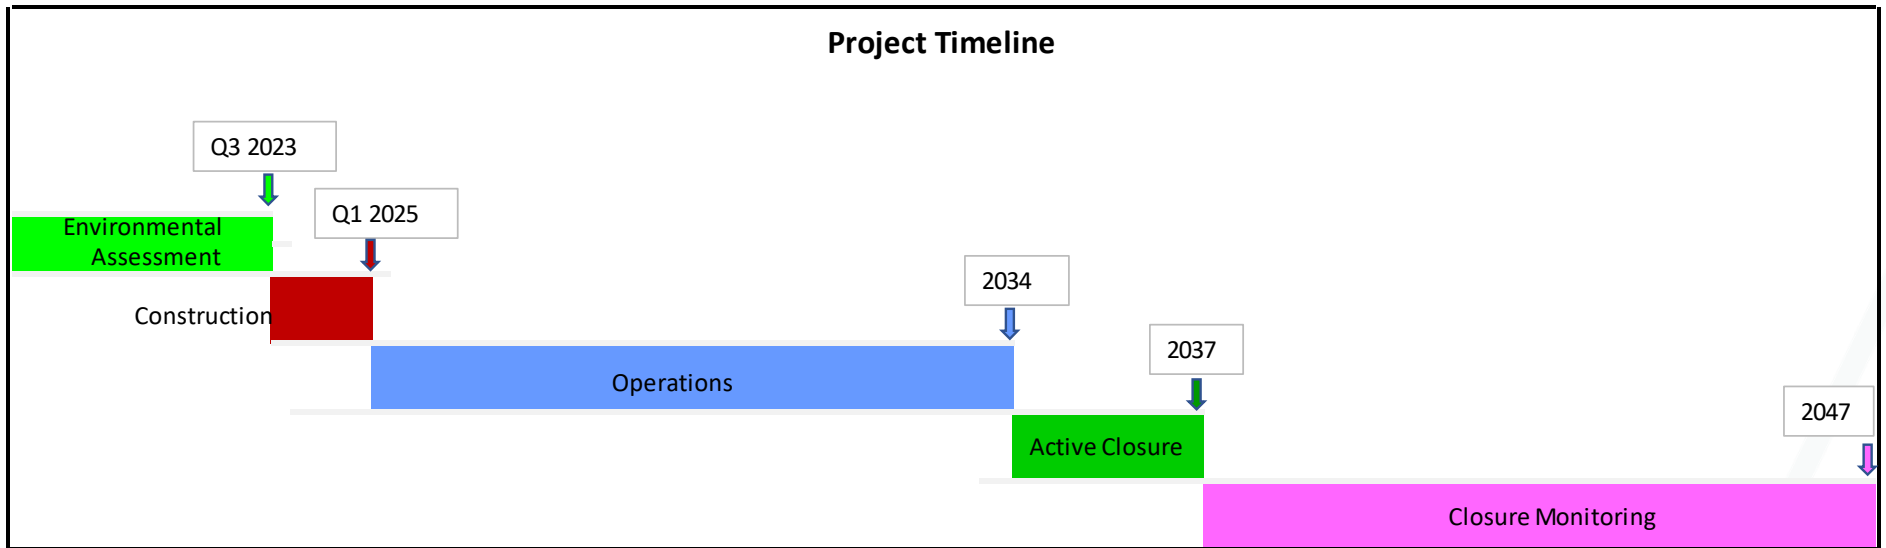 Project Timeline
Q3 2023
Q1 2025
Environmental
Assessment
2034
Construction
2037
Operations
2047
Active Closure
Closure Monitoring